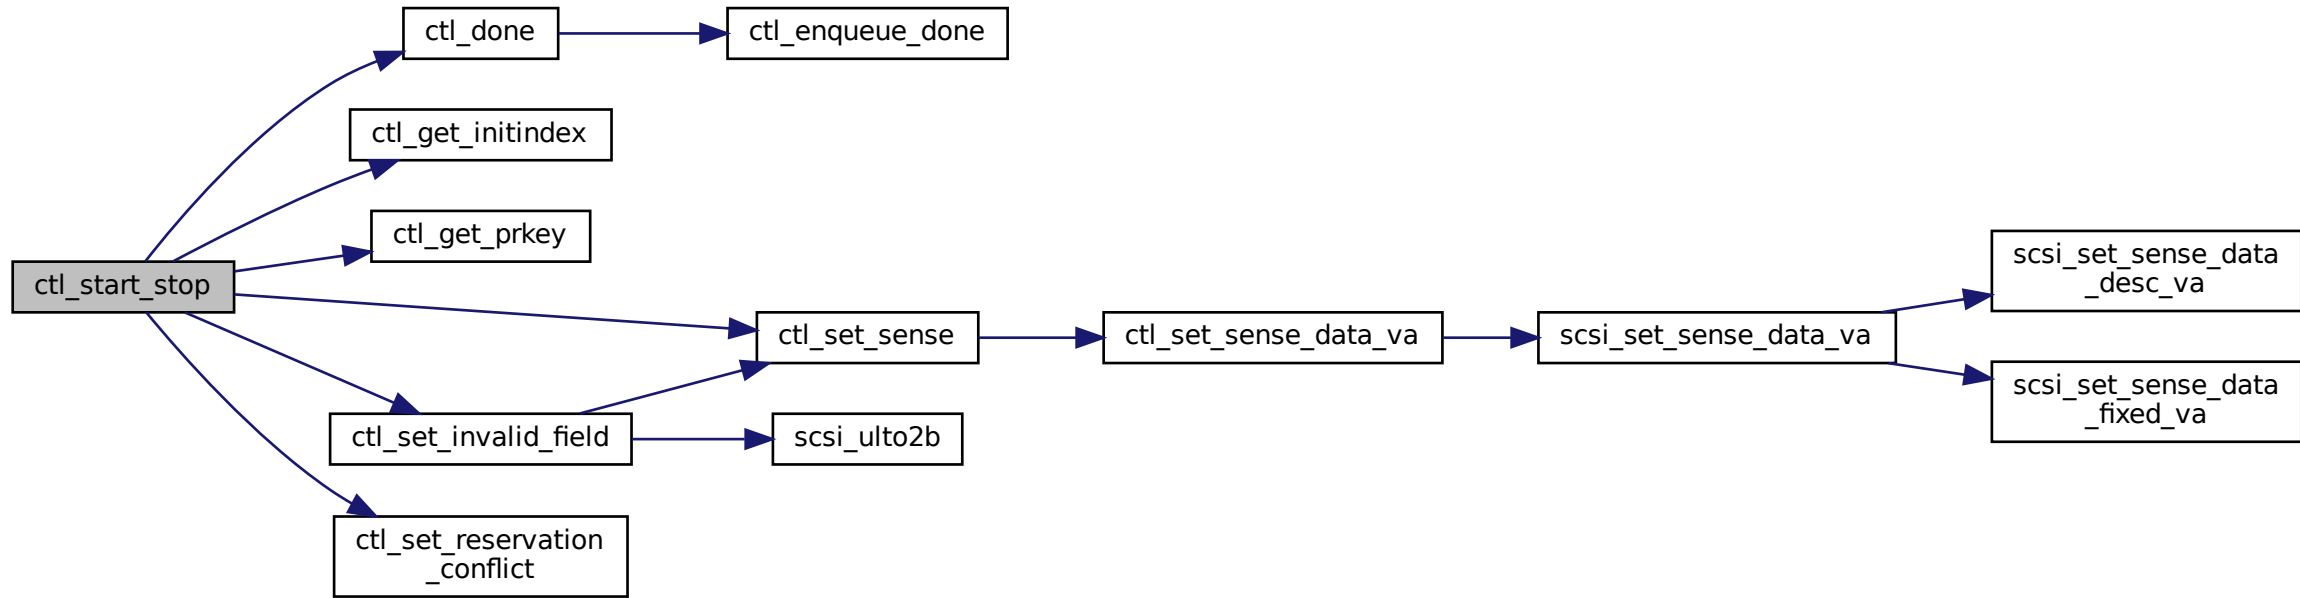 ctl_done
ctl_enqueue_done
ctl_get_initindex
ctl_get_prkey
ctl_start_stop
ctl_set_sense
ctl_set_sense_data_va
scsi_set_sense_data_va
scsi_set_sense_data
_desc_va
scsi_set_sense_data
_fixed_va
ctl_set_invalid_field
scsi_ulto2b
ctl_set_reservation
_conflict